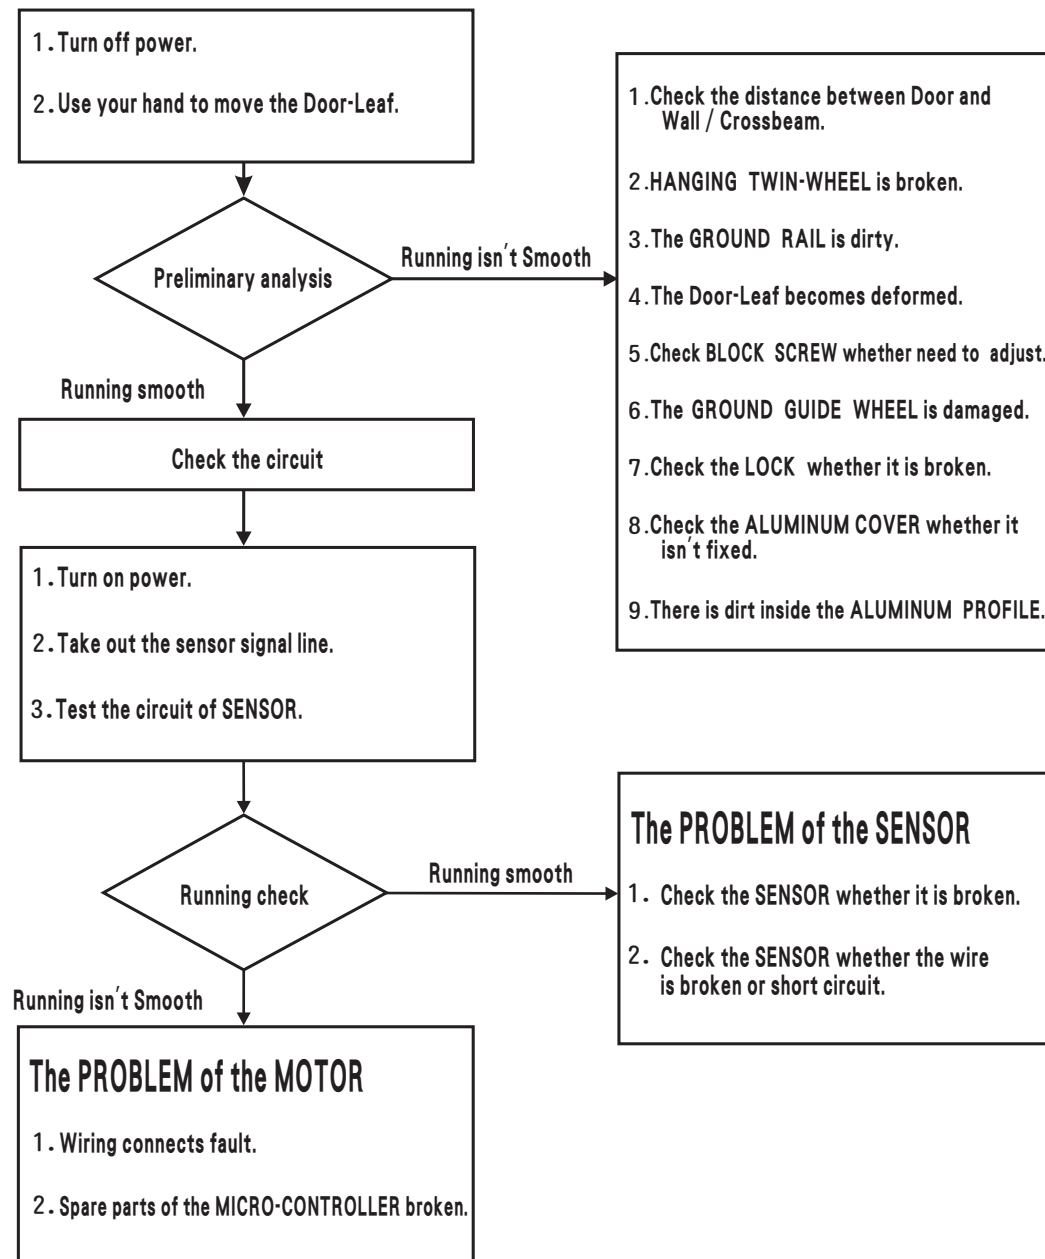 1. Turn off power.
2. Use your hand to move the Door-Leaf.
Preliminary analysis
Running isn't Smooth
1. Check the distance between Door and
Wall / Crossbeam.
2. HANGING TWIN-WHEEL is broken.
3. The GROUND RAIL is dirty.
4. The Door-Leaf becomes deformed.
5. Check BLOCK SCREW whether need to adjust.
6. The GROUND GUIDE WHEEL is damaged.
7. Check the LOCK whether it is broken.
8. Check the ALUMINUM COVER whether it
isn't fixed.
9. There is dirt inside the ALUMINUM PROFILE.
Running smooth
Check the circuit
1. Turn on power.
2. Take out the sensor signal line.
3. Test the circuit of SENSOR.
Running check
Running smooth
The PROBLEM of the SENSOR
1. Check the SENSOR whether it is broken.
2. Check the SENSOR whether the wire
is broken or short circuit.
Running isn't Smooth
The PROBLEM of the MOTOR
1. Wiring connects fault.
2. Spare parts of the MICRO-CONTROLLER broken.